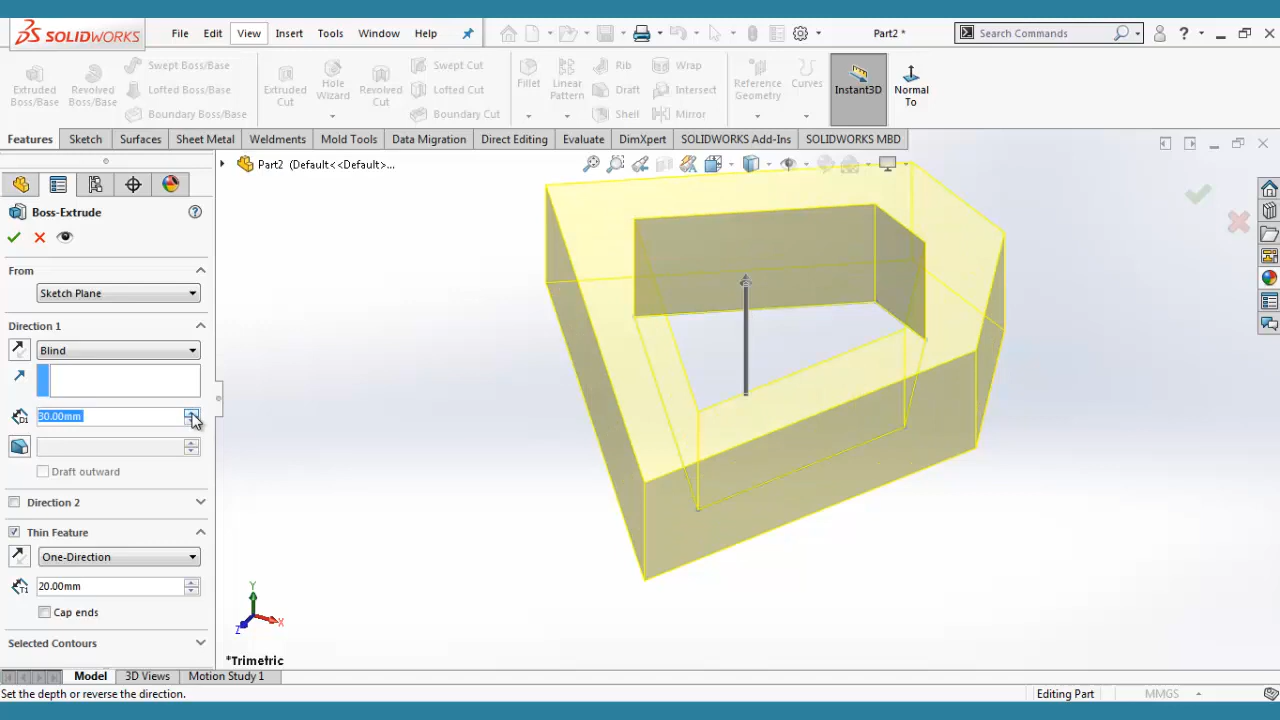 SOLIDWORKS File Edit View Insert Tools Window Help Part2 * Search Commands ?
Extruded Boss/Base
Revolved Boss/Base
Swept Boss/Base
Lofted Boss/Base
Boundary Boss/Base
Extruded Cut
Hole Wizard
Revolved Cut
Swept Cut
Lofted Cut
Boundary Cut
Fillet
Linear Pattern
Rib
Draft
Shell
Wrap
Intersect
Mirror
Reference Geometry
Curves
Instant3D
Normal To
Features Sketch Surfaces Sheet Metal Weldments Mold Tools Data Migration Direct Editing Evaluate DimXpert SOLIDWORKS Add-Ins SOLIDWORKS MBD
Part2 (Default<<Default>...
Boss-Extrude ?
From
Sketch Plane
Direction 1
Blind
D1 30.00mm
Draft outward
Direction 2
Thin Feature
One-Direction
T1 20.00mm
Cap ends
Selected Contours
Y
X
Z
*Trimetric
Model 3D Views Motion Study 1
Set the depth or reverse the direction. Editing Part MMGS